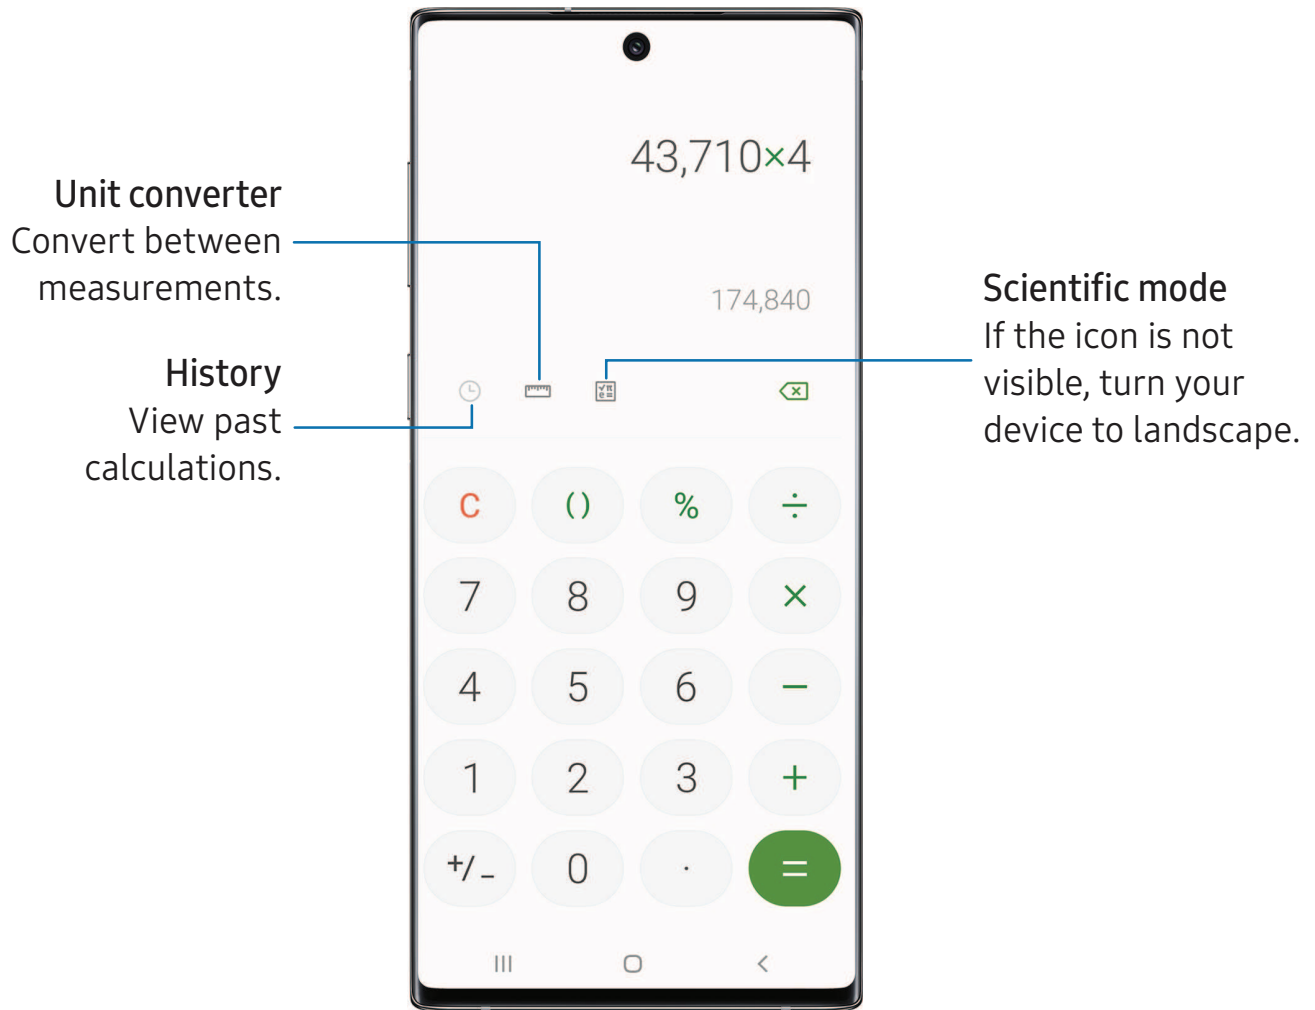 43,710×4
Unit converter
Convert between
measurements.
174,840
Scientific mode
If the icon is not
visible, turn your
device to landscape.
History
View past
calculations.
√π
e=
C
()
%
÷
7
8
9
×
4
5
6
−
1
2
3
+
+/-
0
.
=